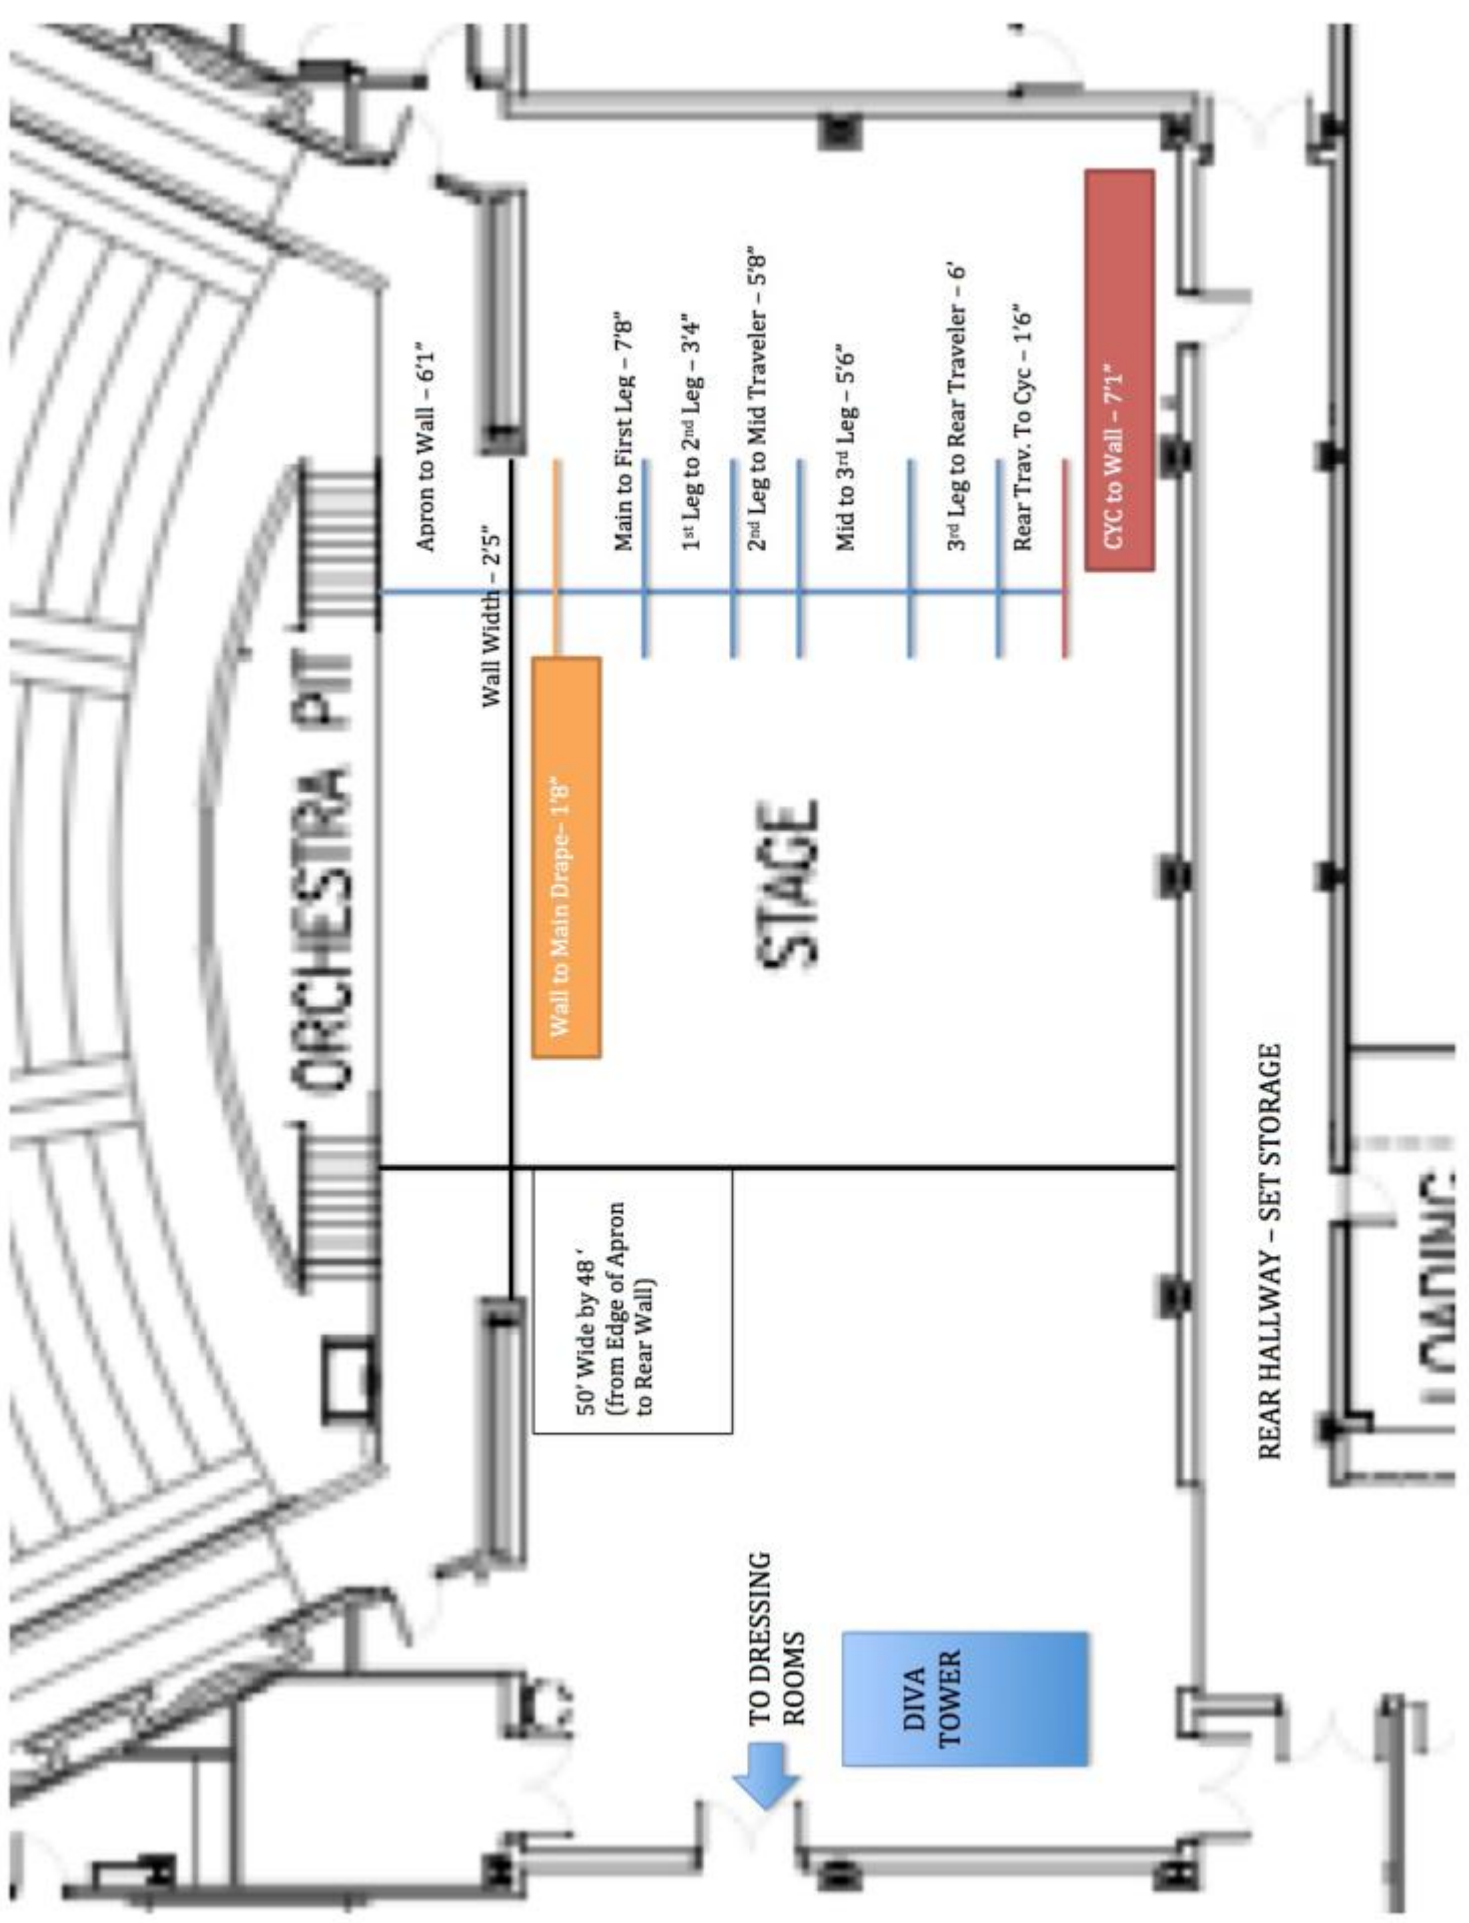 ORCHESTRA PIT
Apron to Wall – 6'1"
Wall Width – 2'5"
Wall to Main Drape– 1'8"
Main to First Leg – 7'8"
1st Leg to 2nd Leg – 3'4"
2nd Leg to Mid Traveler – 5'8"
Mid to 3rd Leg – 5'6"
3rd Leg to Rear Traveler – 6'
Rear Trav. To Cyc – 1'6"
CYC to Wall – 7'1"
STAGE
50' Wide by 48 '
(from Edge of Apron
to Rear Wall)
TO DRESSING
ROOMS
DIVA
TOWER
REAR HALLWAY – SET STORAGE
LOADING